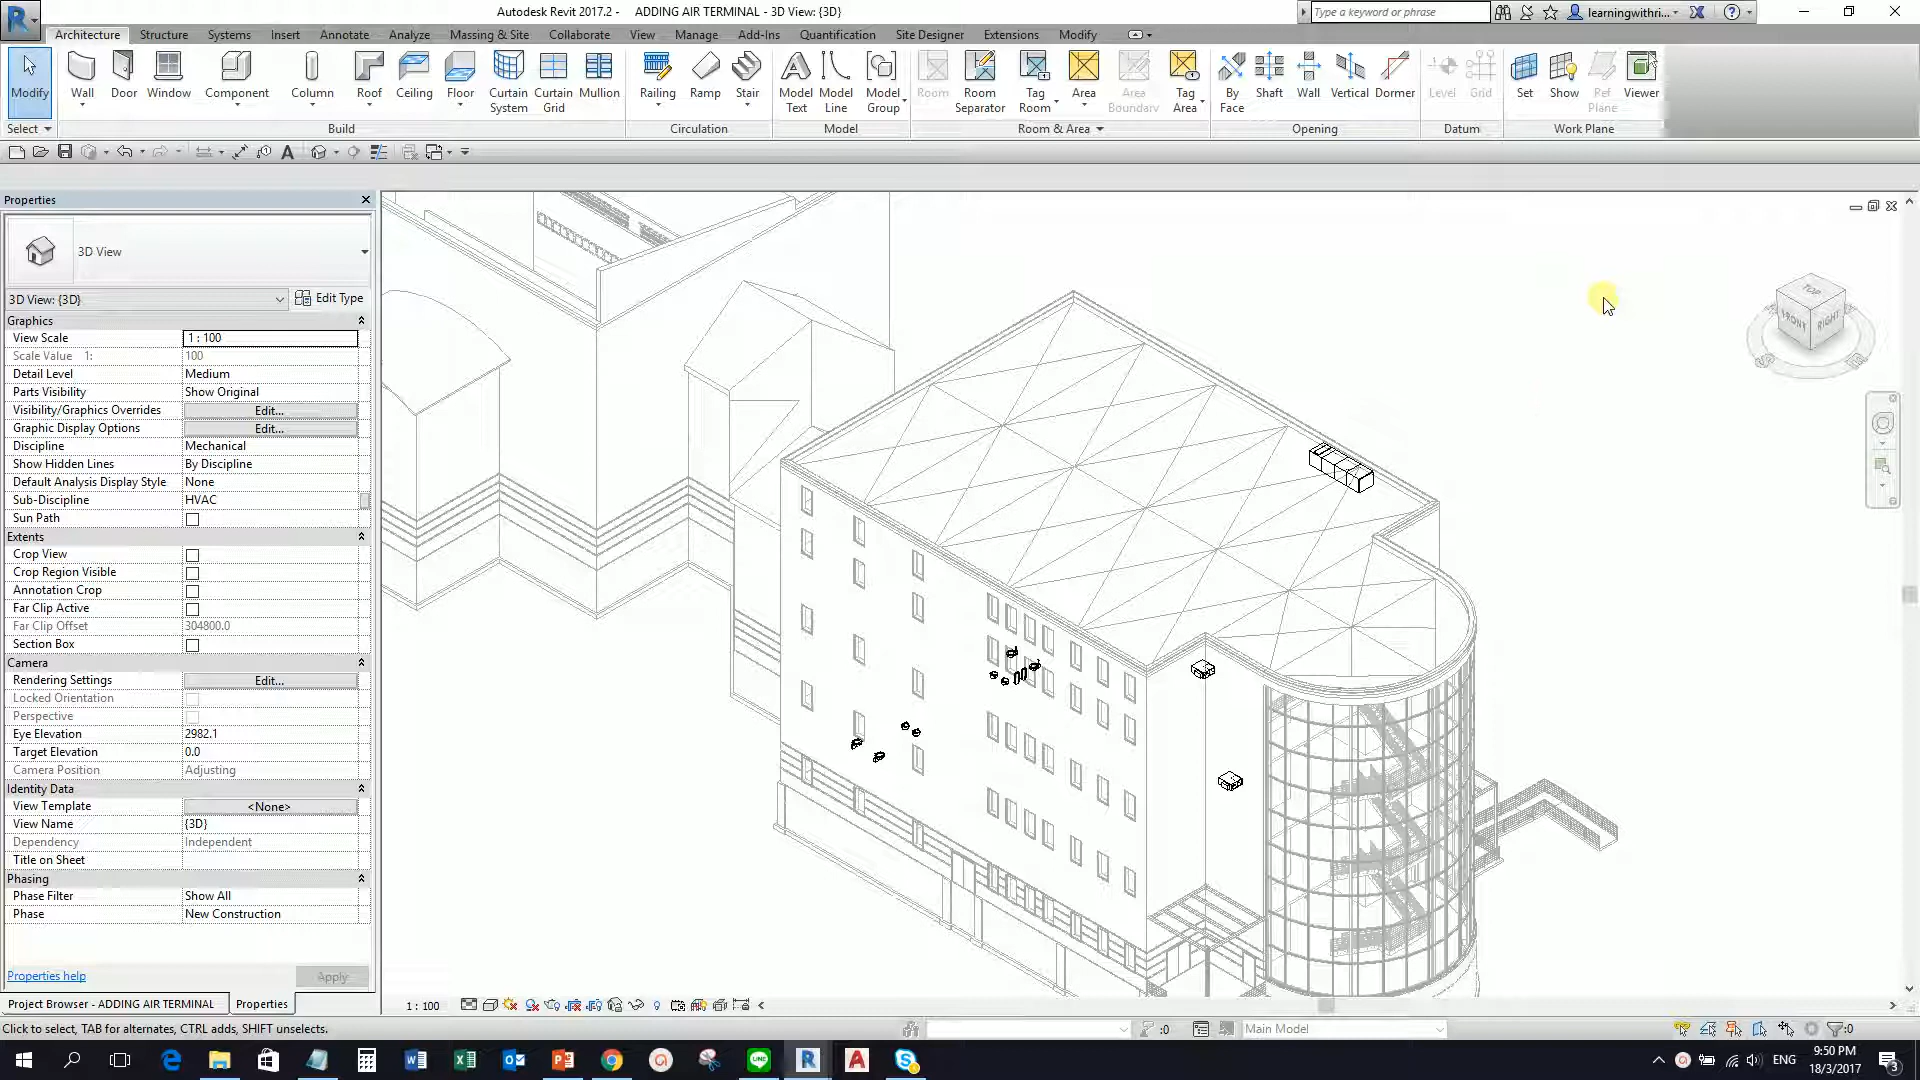 Autodesk Revit 2017.2 - ADDING AIR TERMINAL - 3D View: {3D}
Type a keyword or phrase
learningwithri...
Architecture Structure Systems Insert Annotate Analyze Massing & Site Collaborate View Manage Add-Ins Quantification Site Designer Extensions Modify
Modify Wall Door Window Component Column Roof Ceiling Floor Curtain System Curtain Grid Mullion Railing Ramp Stair Model Text Model Line Model Group Room Room Separator Tag Room Area Area Boundary Tag Area By Face Shaft Wall Vertical Dormer Level Grid Set Show Ref Plane Viewer
Select Build Circulation Model Room & Area Opening Datum Work Plane
Properties
3D View
3D View: {3D} Edit Type
Graphics
View Scale 1 : 100
Scale Value 1: 100
Detail Level Medium
Parts Visibility Show Original
Visibility/Graphics Overrides Edit...
Graphic Display Options Edit...
Discipline Mechanical
Show Hidden Lines By Discipline
Default Analysis Display Style None
Sub-Discipline HVAC
Sun Path
Extents
Crop View
Crop Region Visible
Annotation Crop
Far Clip Active
Far Clip Offset 304800.0
Section Box
Camera
Rendering Settings Edit...
Locked Orientation
Perspective
Eye Elevation 2982.1
Target Elevation 0.0
Camera Position Adjusting
Identity Data
View Template <None>
View Name {3D}
Dependency Independent
Title on Sheet
Phasing
Phase Filter Show All
Phase New Construction
Properties help Apply
Project Browser - ADDING AIR TERMINAL Properties
TOP
FRONT RIGHT
S E
1 : 100
Click to select, TAB for alternates, CTRL adds, SHIFT unselects.
:0 Main Model :0
LINE
ENG
9:50 PM
18/3/2017
3